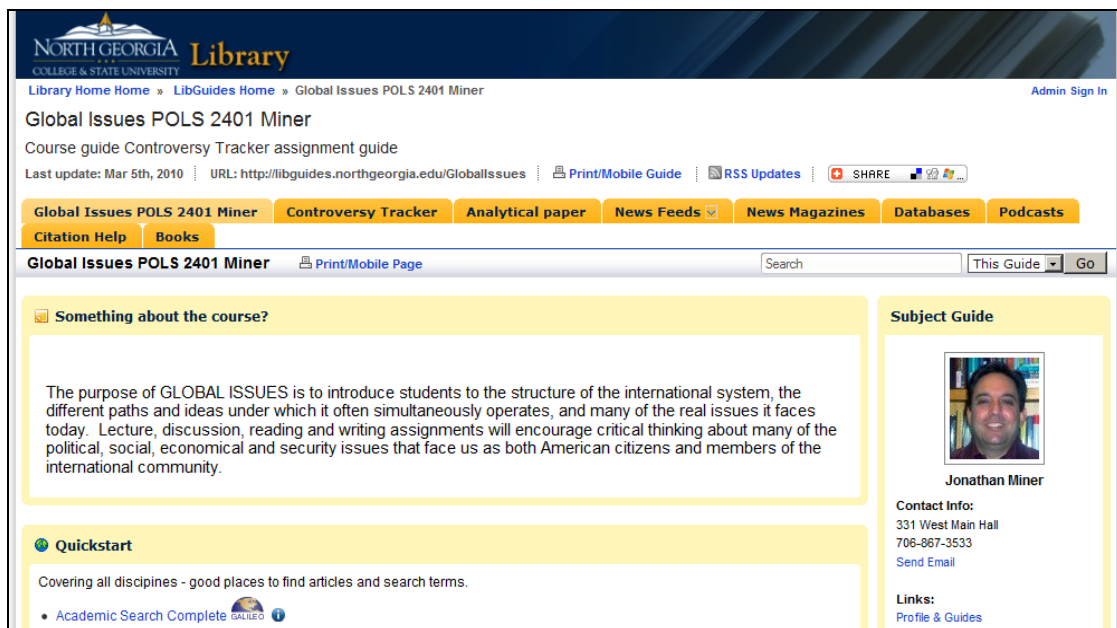 NORTH GEORGIA
COLLEGE & STATE UNIVERSITY
Library
Library Home Home » LibGuides Home » Global Issues POLS 2401 Miner
Admin Sign In
Global Issues POLS 2401 Miner
Course guide Controversy Tracker assignment guide
Last update: Mar 5th, 2010 URL: http://libguides.northgeorgia.edu/GlobalIssues Print/Mobile Guide RSS Updates SHARE ...
Global Issues POLS 2401 Miner Controversy Tracker Analytical paper News Feeds News Magazines Databases Podcasts
Citation Help Books
Global Issues POLS 2401 Miner Print/Mobile Page Search This Guide Go
Something about the course?
The purpose of GLOBAL ISSUES is to introduce students to the structure of the international system, the
different paths and ideas under which it often simultaneously operates, and many of the real issues it faces
today. Lecture, discussion, reading and writing assignments will encourage critical thinking about many of the
political, social, economical and security issues that face us as both American citizens and members of the
international community.
Quickstart
Covering all discipines - good places to find articles and search terms.
• Academic Search Complete GALILEO
Subject Guide
Jonathan Miner
Contact Info:
331 West Main Hall
706-867-3533
Send Email
Links:
Profile & Guides